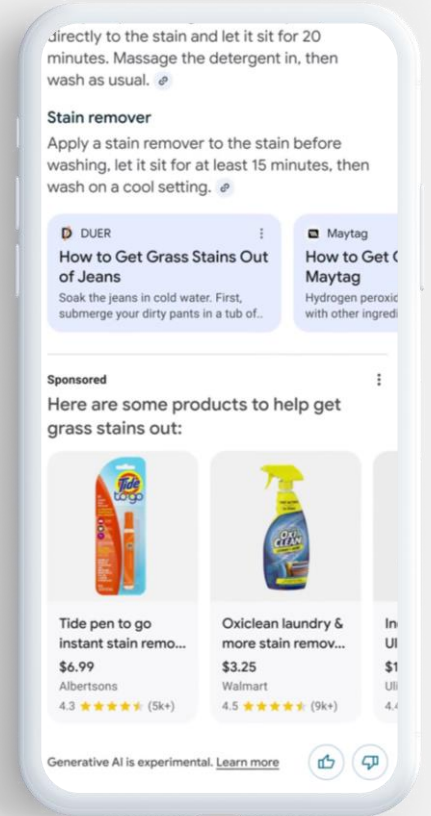 directly to the stain and let it sit for 20
minutes. Massage the detergent in, then
wash as usual.
Stain remover
Apply a stain remover to the stain before
washing, let it sit for at least 15 minutes, then
wash on a cool setting.
DUER
How to Get Grass Stains Out
of Jeans
Soak the jeans in cold water. First,
submerge your dirty pants in a tub of..
Maytag
How to Get
Maytag
Hydrogen peroxid
with other ingredi
Sponsored
Here are some products to help get
grass stains out:
Tide
to go
OXI
CLEAN
Tide pen to go
instant stain remo...
$6.99
Albertsons
4.3 (5k+)
Oxiclean laundry &
more stain remov...
$3.25
Walmart
4.5 (9k+)
In
Ul
$1
Uli
4.4
Generative AI is experimental. Learn more